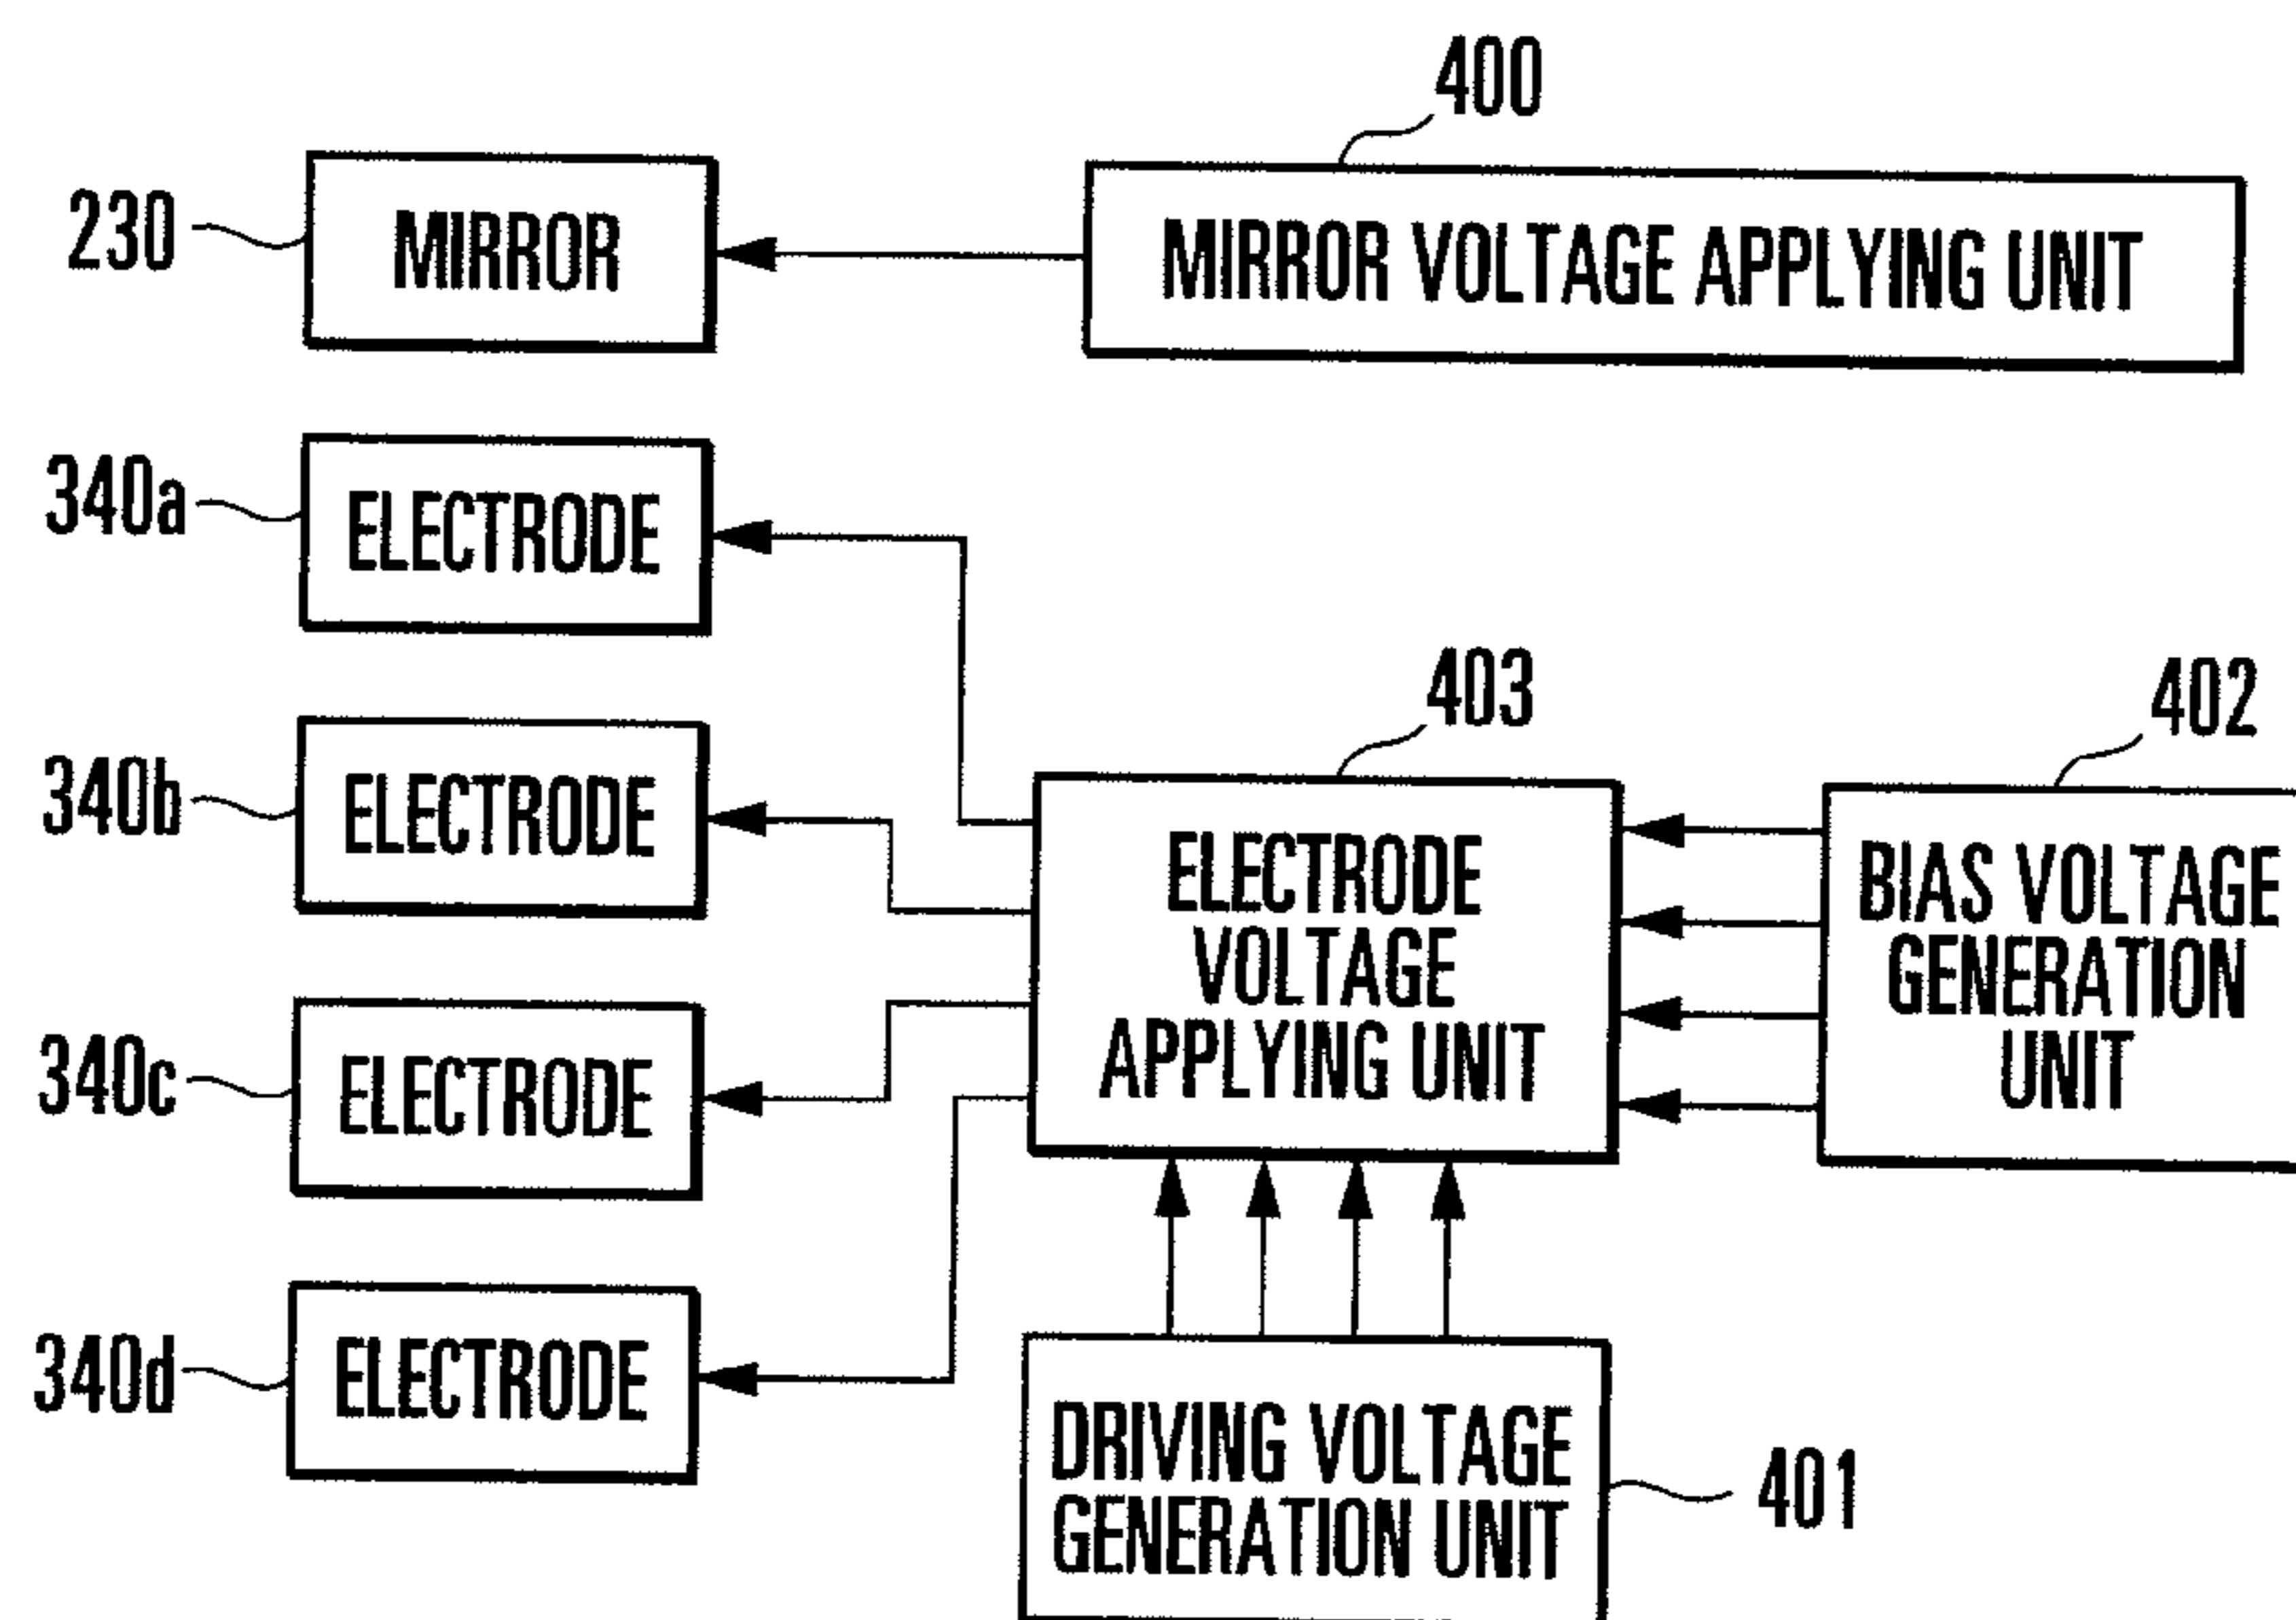 400
230
MIRROR
MIRROR VOLTAGE APPLYING UNIT
340a
ELECTRODE
403
402
340b
ELECTRODE
ELECTRODE
VOLTAGE
APPLYING UNIT
BIAS VOLTAGE
GENERATION
UNIT
340c
ELECTRODE
340d
ELECTRODE
DRIVING VOLTAGE
GENERATION UNIT
401